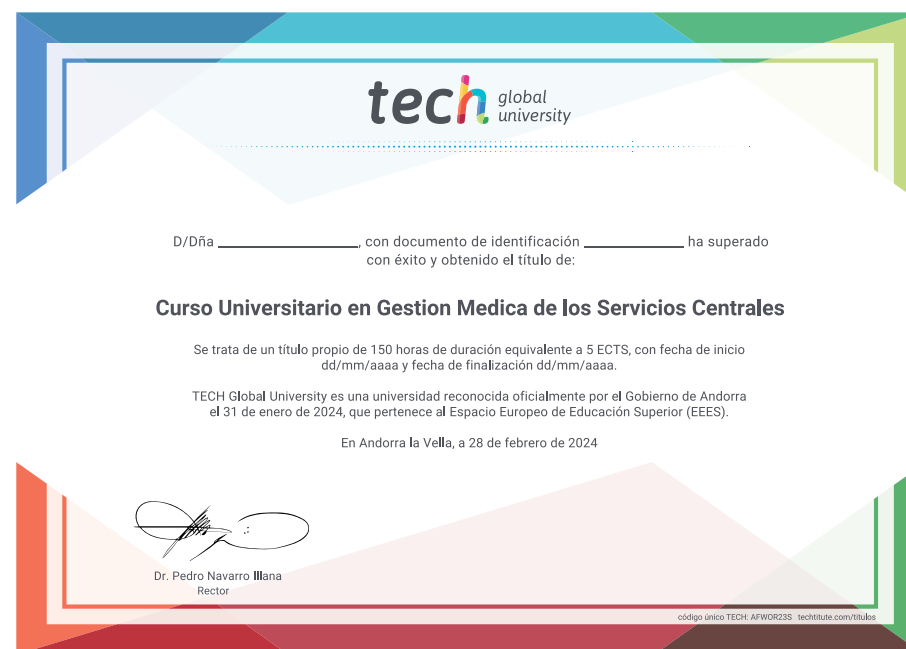 tech global university
D/Dña ____________________, con documento de identificación ______________ ha superado
con éxito y obtenido el título de:
Curso Universitario en Gestion Medica de los Servicios Centrales
Se trata de un título propio de 150 horas de duración equivalente a 5 ECTS, con fecha de inicio
dd/mm/aaaa y fecha de finalización dd/mm/aaaa.
TECH Global University es una universidad reconocida oficialmente por el Gobierno de Andorra
el 31 de enero de 2024, que pertenece al Espacio Europeo de Educación Superior (EEES).
En Andorra la Vella, a 28 de febrero de 2024
Dr. Pedro Navarro Illana
Rector
código único TECH: AFWOR23S techtitute.com/titulos